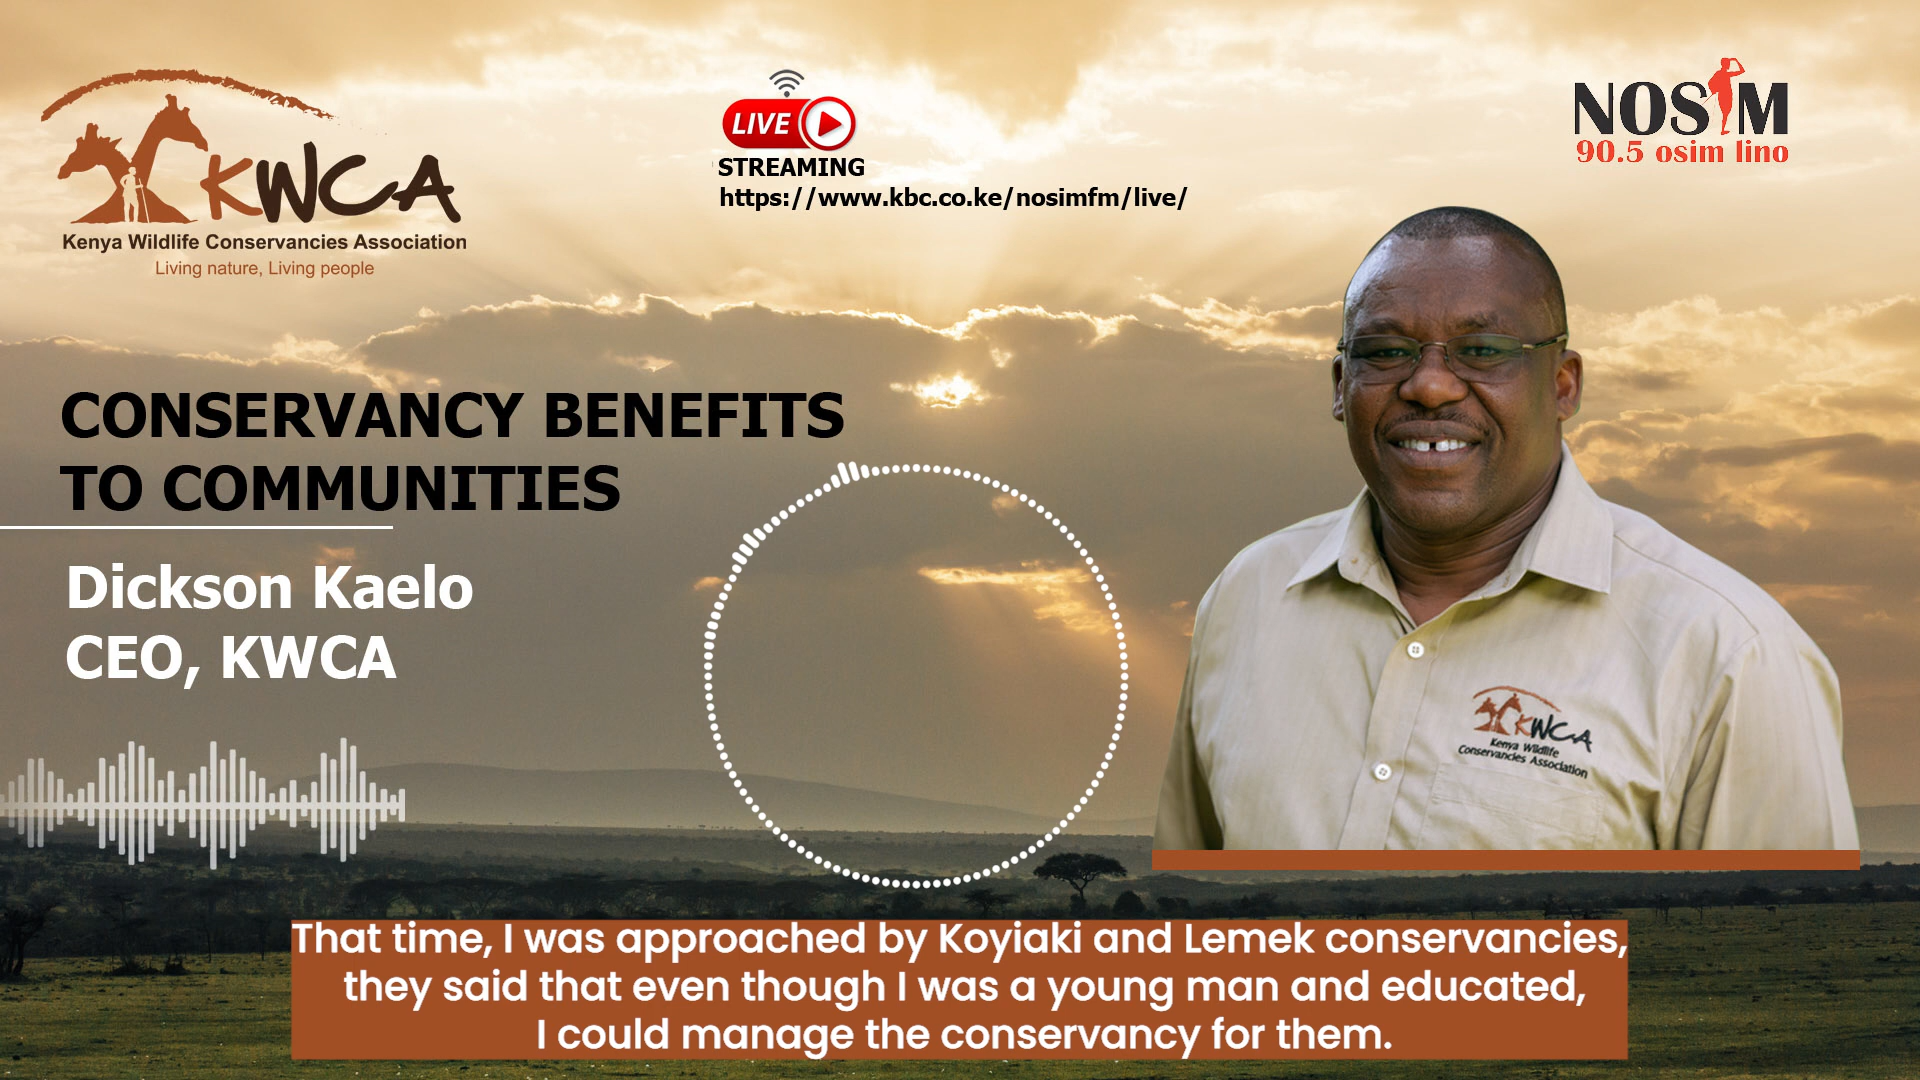 KWCA
Kenya Wildlife Conservancies Association
Living nature, Living people
LIVE
STREAMING
https://www.kbc.co.ke/nosimfm/live/
NOSIM
90.5 osim lino
CONSERVANCY BENEFITS
TO COMMUNITIES
Dickson Kaelo
CEO, KWCA
KWCA
Kenya Wildlife
Conservancies Association
That time, I was approached by Koyiaki and Lemek conservancies,
they said that even though I was a young man and educated,
I could manage the conservancy for them.